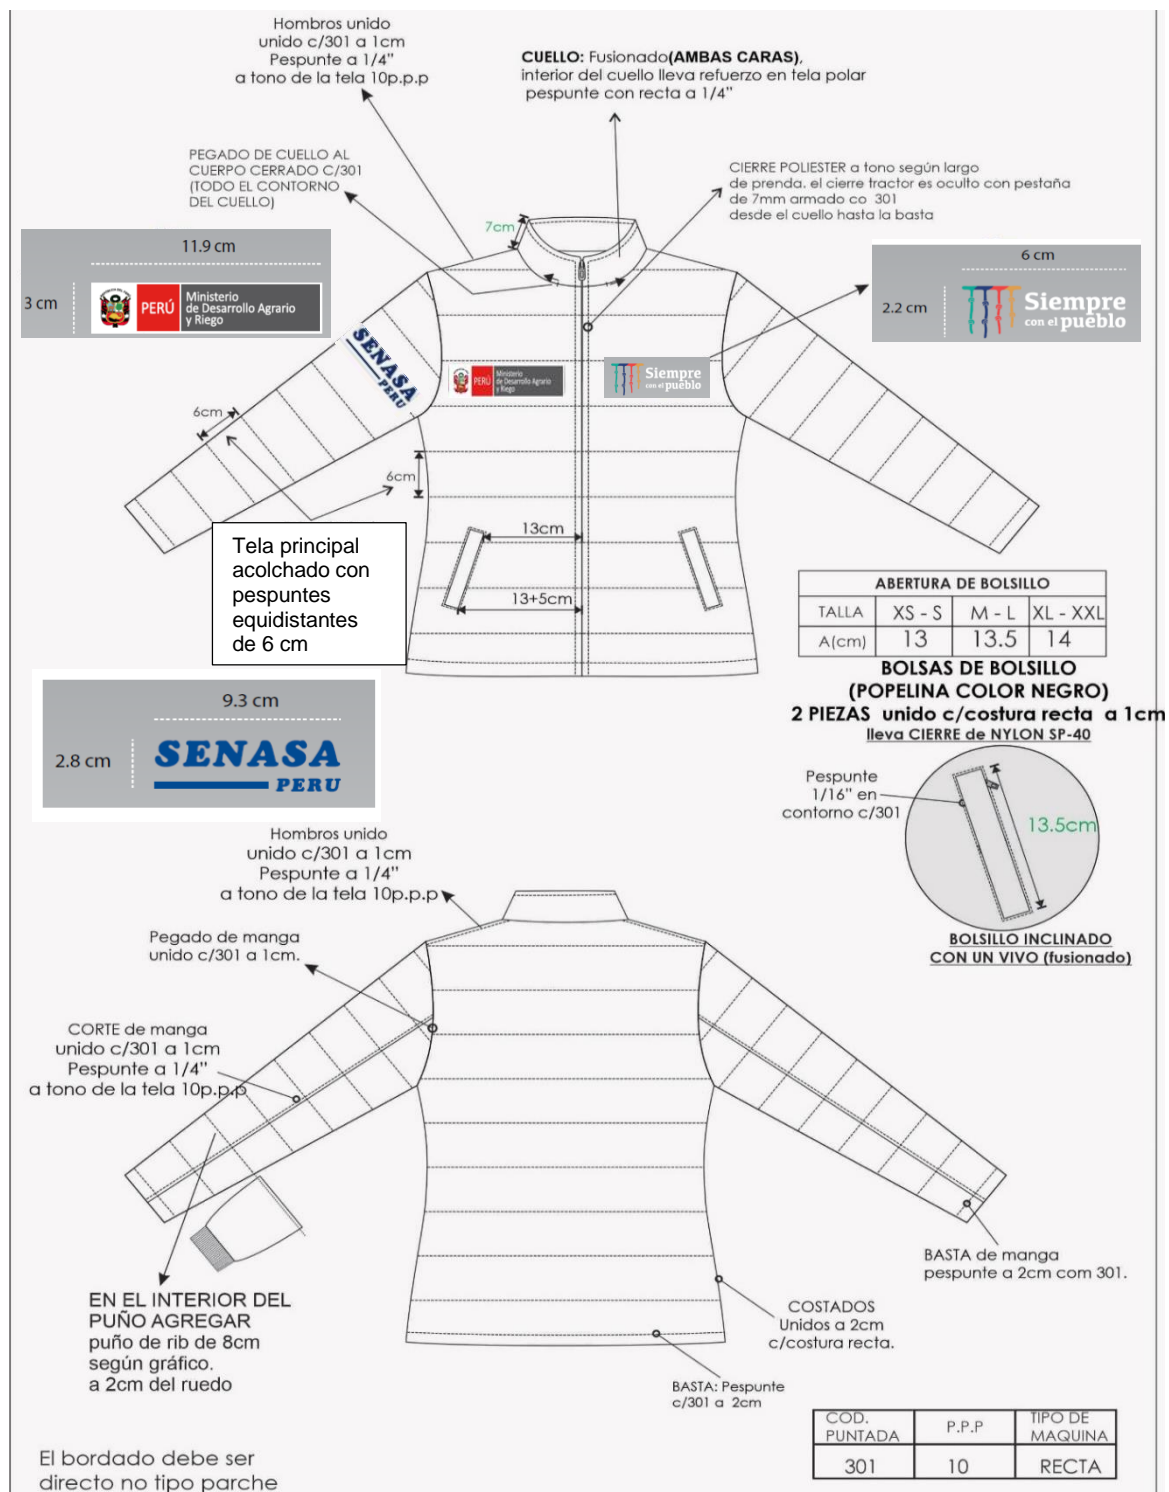 Hombros unido
unido c/301 a 1cm
Pespunte a 1/4"
a tono de la tela 10p.p.p
CUELLO: Fusionado(AMBAS CARAS),
interior del cuello lleva refuerzo en tela polar
pespunte con recta a 1/4"
PEGADO DE CUELLO AL
CUERPO CERRADO C/301
(TODO EL CONTORNO
DEL CUELLO)
CIERRE POLIESTER a tono según largo
de prenda. el cierre tractor es oculto con pestaña
de 7mm armado co 301
desde el cuello hasta la basta
7cm
11.9 cm
3 cm
PERÚ
Ministerio
de Desarrollo Agrario
y Riego
6 cm
2.2 cm
Siempre
con el pueblo
SENASA
PERU
PERÚ
Ministerio
de Desarrollo Agrario
y Riego
Siempre
con el pueblo
6cm
6cm
13cm
13+5cm
Tela principal
acolchado con
pespuntes
equidistantes
de 6 cm
ABERTURA DE BOLSILLO
TALLA XS - S M - L XL - XXL
A(cm) 13 13.5 14
BOLSAS DE BOLSILLO
(POPELINA COLOR NEGRO)
2 PIEZAS unido c/costura recta a 1cm
lleva CIERRE de NYLON SP-40
9.3 cm
2.8 cm
SENASA
PERU
Pespunte
1/16" en
contorno c/301
13.5cm
BOLSILLO INCLINADO
CON UN VIVO (fusionado)
Hombros unido
unido c/301 a 1cm
Pespunte a 1/4"
a tono de la tela 10p.p.p
Pegado de manga
unido c/301 a 1cm.
CORTE de manga
unido c/301 a 1cm
Pespunte a 1/4"
a tono de la tela 10p.p.p
EN EL INTERIOR DEL
PUÑO AGREGAR
puño de rib de 8cm
según gráfico.
a 2cm del ruedo
BASTA de manga
pespunte a 2cm com 301.
COSTADOS
Unidos a 2cm
c/costura recta.
BASTA: Pespunte
c/301 a 2cm
COD. PUNTADA P.P.P TIPO DE MAQUINA
301 10 RECTA
El bordado debe ser
directo no tipo parche